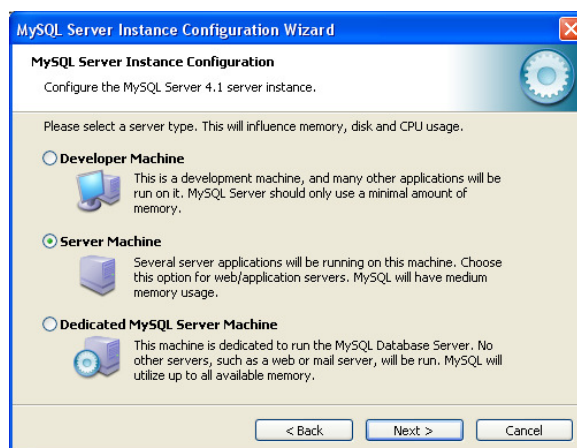 MySQL Server Instance Configuration Wizard
MySQL Server Instance Configuration
Configure the MySQL Server 4.1 server instance.
Please select a server type. This will influence memory, disk and CPU usage.
Developer Machine
This is a development machine, and many other applications will be
run on it. MySQL Server should only use a minimal amount of
memory.
Server Machine
Several server applications will be running on this machine. Choose
this option for web/application servers. MySQL will have medium
memory usage.
Dedicated MySQL Server Machine
This machine is dedicated to run the MySQL Database Server. No
other servers, such as a web or mail server, will be run. MySQL will
utilize up to all available memory.
< Back
Next >
Cancel